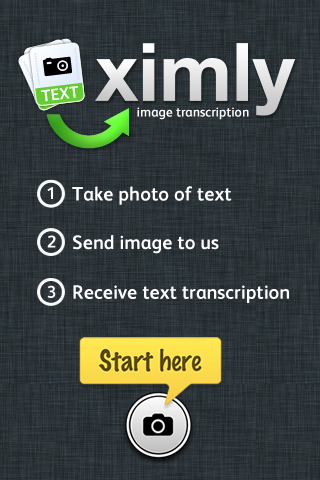 TEXT
ximly
image transcription
1 Take photo of text
2 Send image to us
3 Receive text transcription
Start here